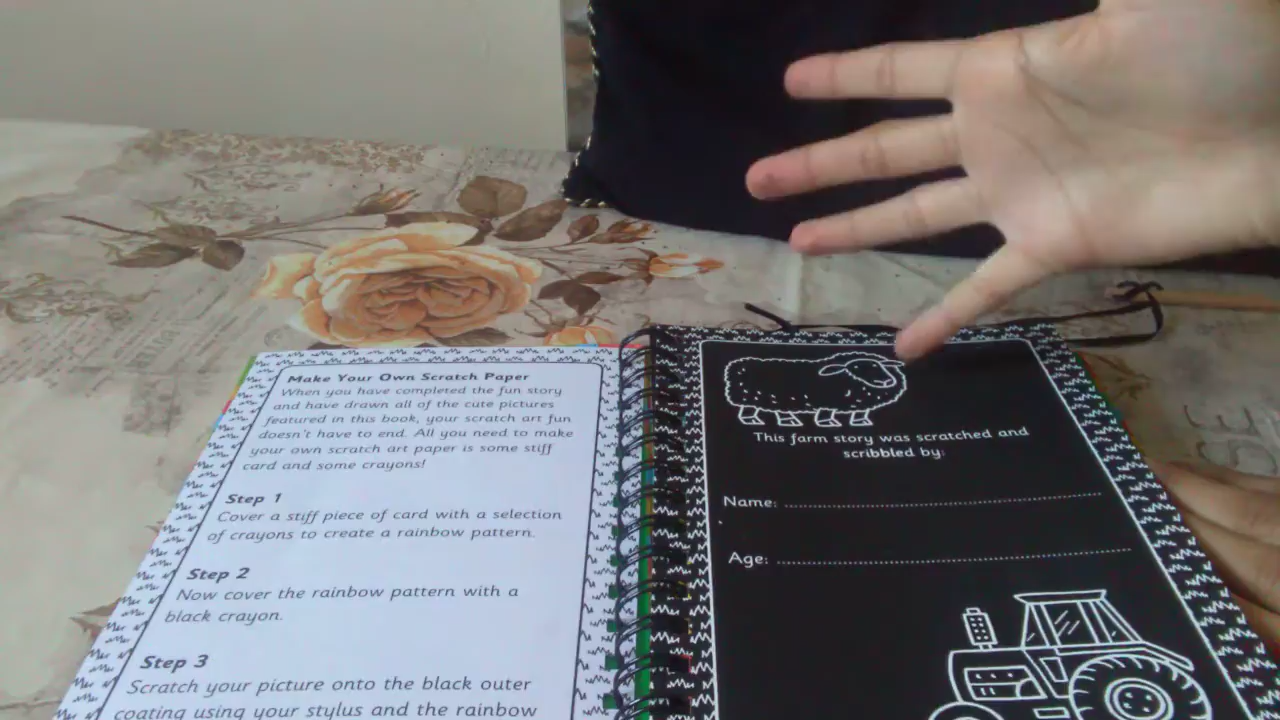 Make Your Own Scratch Paper
When you have completed the fun story
and have drawn all of the cute pictures
featured in this book, your scratch art fun
doesn't have to end. All you need to make
your own scratch art paper is some stiff
card and some crayons!
Step 1
Cover a stiff piece of card with a selection
of crayons to create a rainbow pattern.
Step 2
Now cover the rainbow pattern with a
black crayon.
Step 3
Scratch your picture onto the black outer
coating using your stylus and the rainbow
This farm story was scratched and
scribbled by:
Name:
Age: